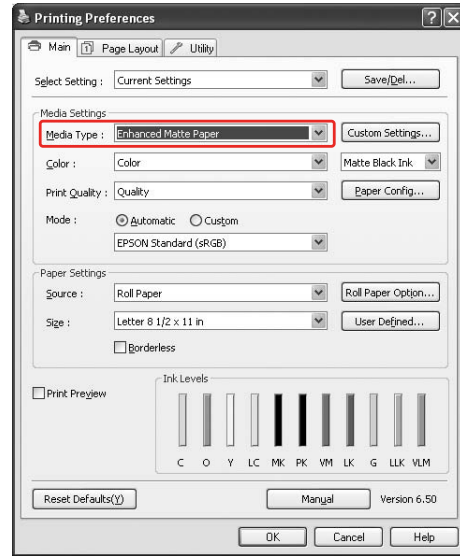 Printing Preferences
Main Page Layout Utility
Select Setting : Current Settings Save/Del...
Media Settings
Media Type : Enhanced Matte Paper Custom Settings...
Color : Color Matte Black Ink
Print Quality : Quality Paper Config...
Mode : Automatic Custom
EPSON Standard (sRGB)
Paper Settings
Source : Roll Paper Roll Paper Option...
Size : Letter 8 1/2 x 11 in User Defined...
Borderless
Print Preview
Ink Levels
C O Y LC MK PK VM LK G LLK VLM
Reset Defaults(Y) Manual Version 6.50
OK Cancel Help